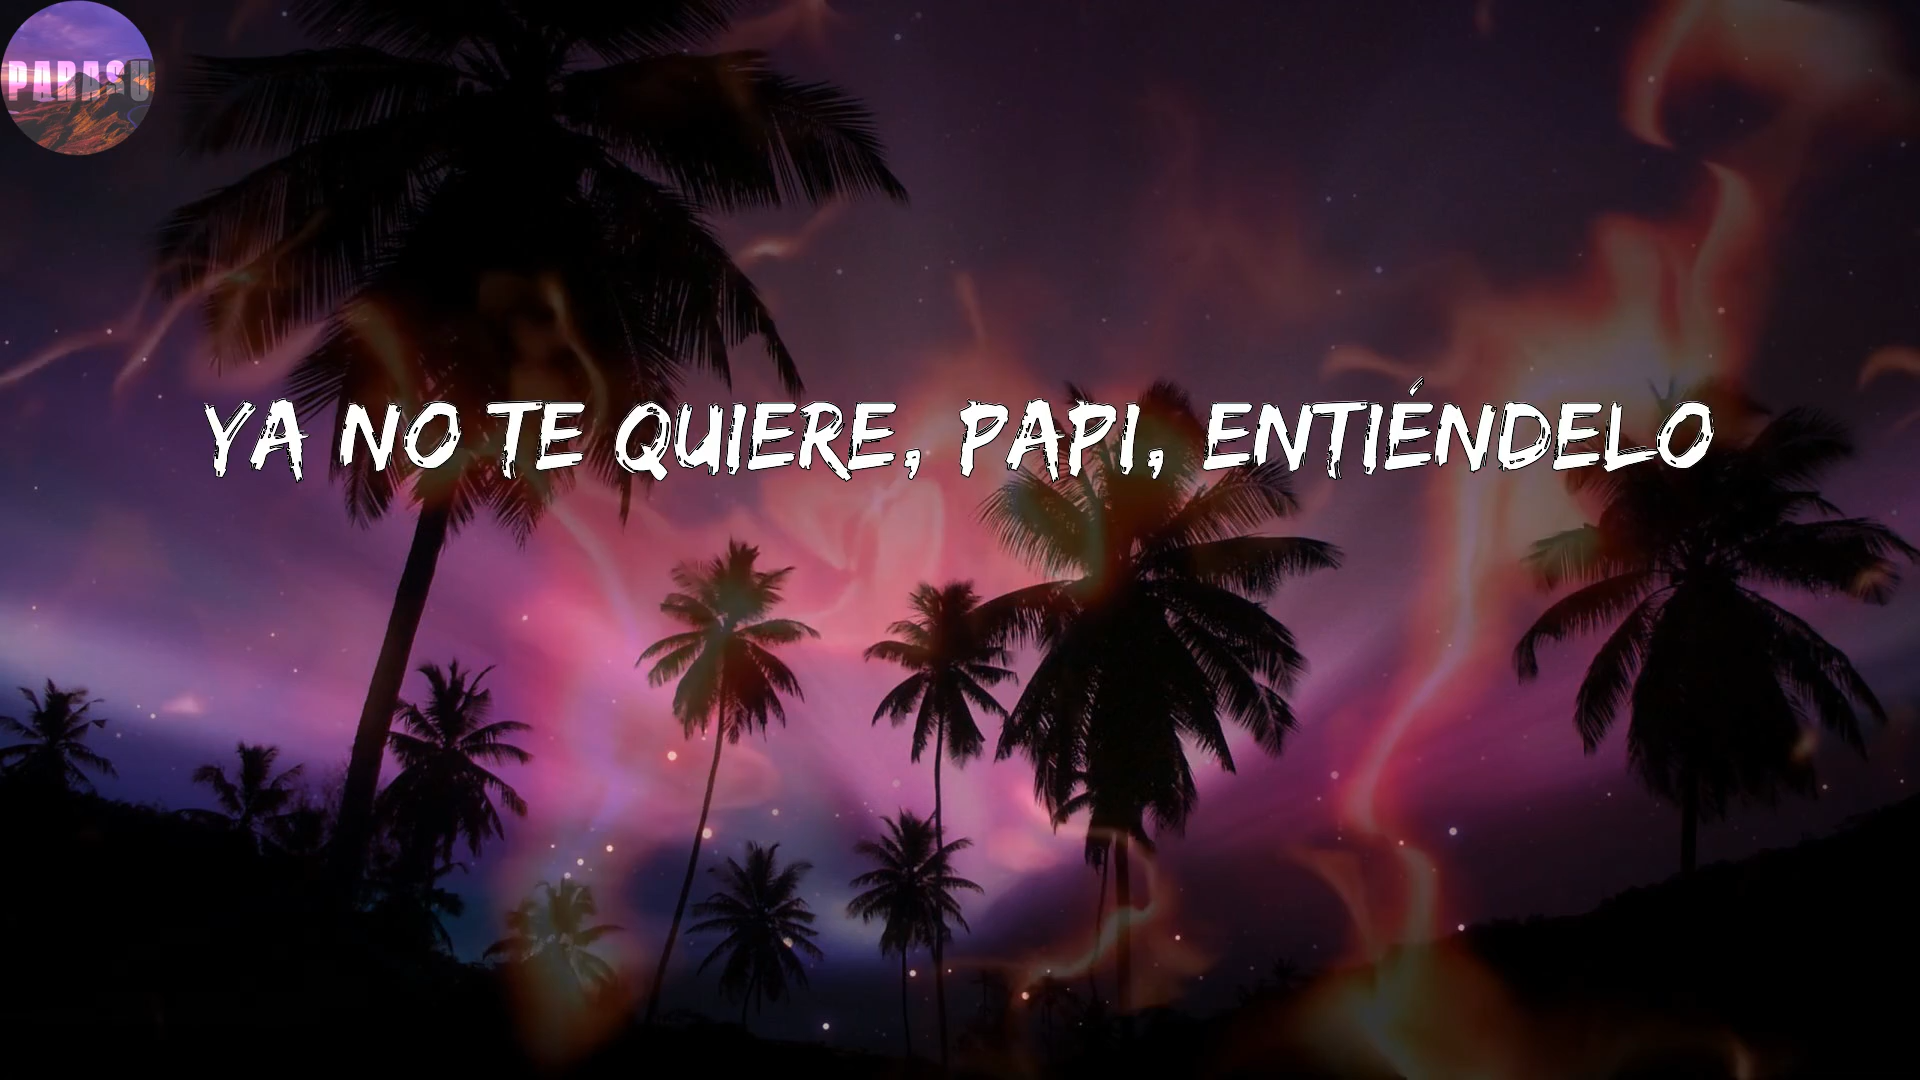 PARASU
YA NO TE QUIERE, PAPI, ENTIÉNDELO